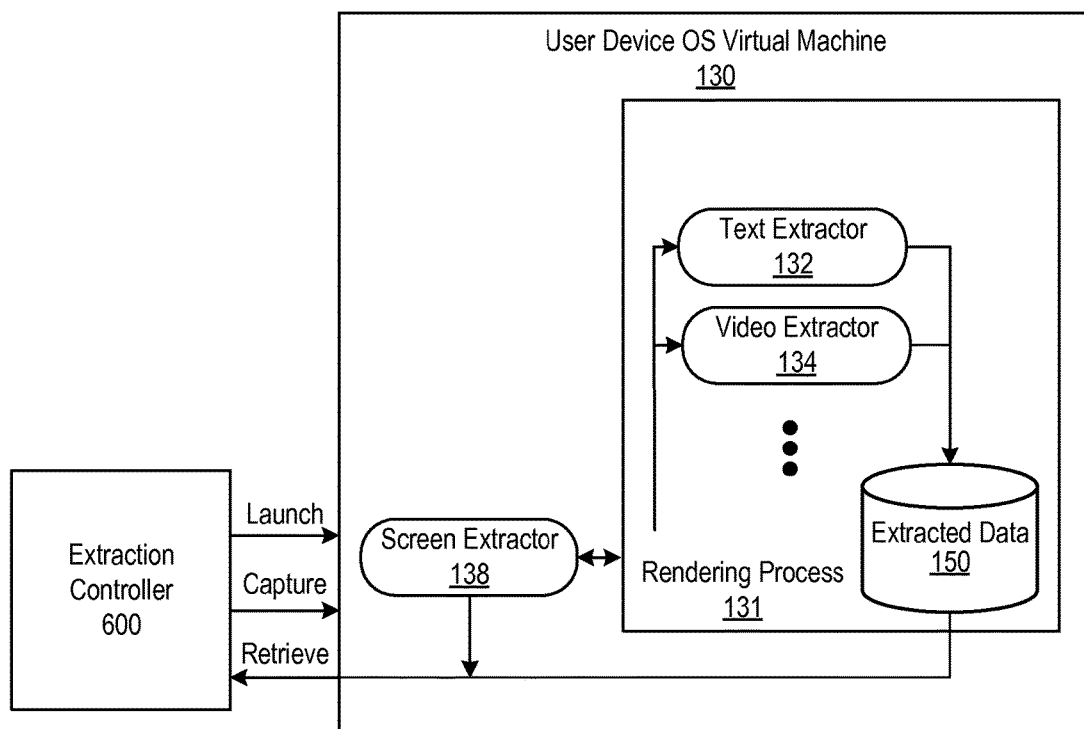 User Device OS Virtual Machine
130
Text Extractor
132
Video Extractor
134
Extracted Data
150
Rendering Process
131
Screen Extractor
138
Launch
Capture
Retrieve
Extraction
Controller
600